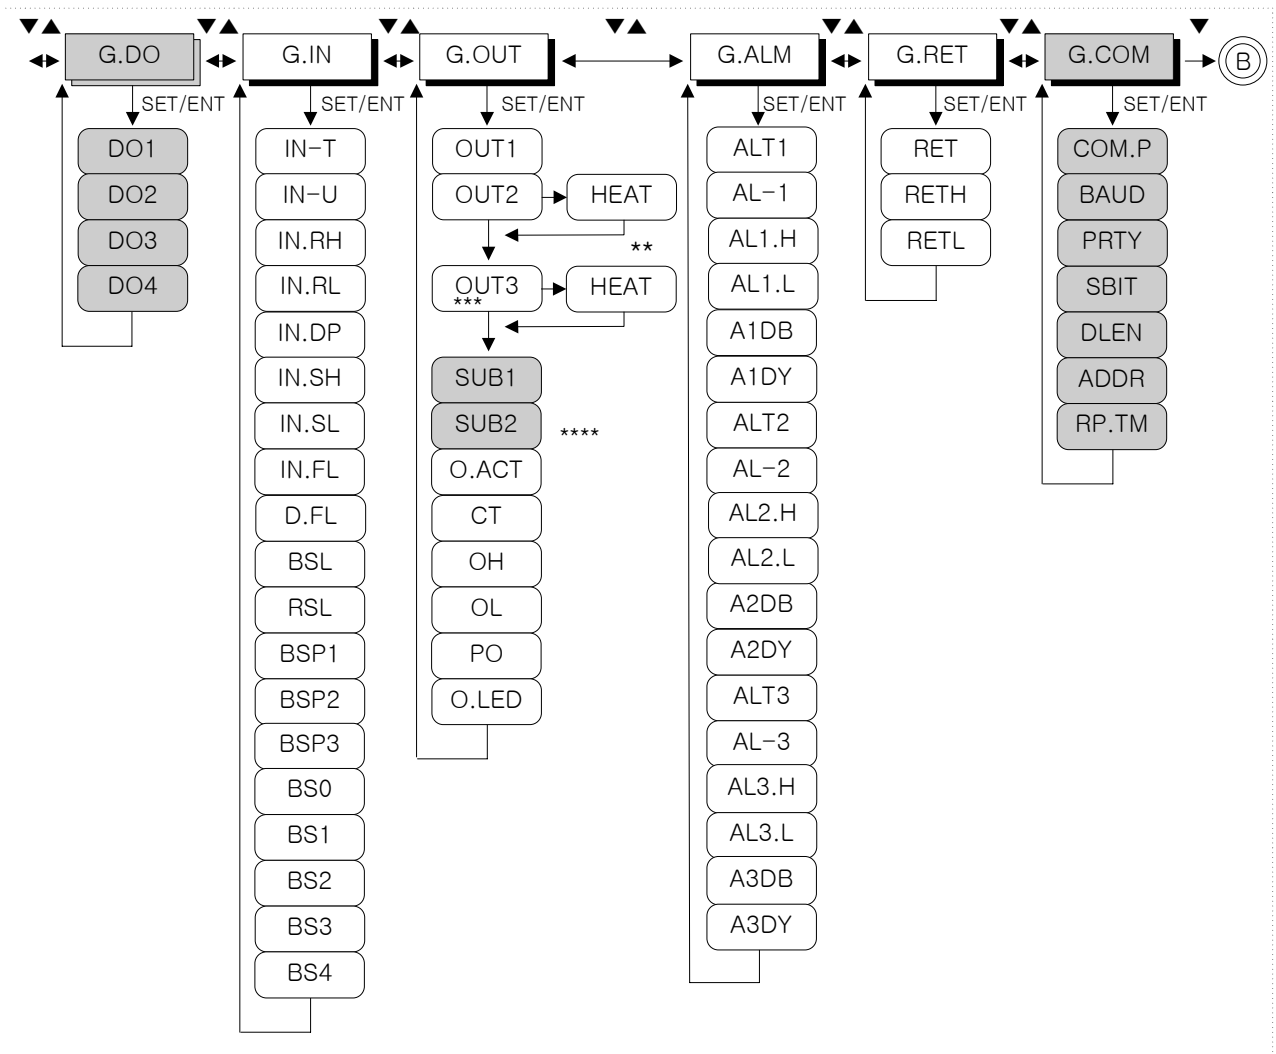 ▼▲ ▼▲ ▼▲ ▼▲ ▼▲ ▼▲ ▼
G.DO
SET/ENT
DO1
DO2
DO3
DO4
G.IN
SET/ENT
IN-T
IN-U
IN.RH
IN.RL
IN.DP
IN.SH
IN.SL
IN.FL
D.FL
BSL
RSL
BSP1
BSP2
BSP3
BS0
BS1
BS2
BS3
BS4
G.OUT
SET/ENT
OUT1
OUT2
HEAT
**
OUT3
***
HEAT
SUB1
SUB2
****
O.ACT
CT
OH
OL
PO
O.LED
G.ALM
SET/ENT
ALT1
AL-1
AL1.H
AL1.L
A1DB
A1DY
ALT2
AL-2
AL2.H
AL2.L
A2DB
A2DY
ALT3
AL-3
AL3.H
AL3.L
A3DB
A3DY
G.RET
SET/ENT
RET
RETH
RETL
G.COM
SET/ENT
COM.P
BAUD
PRTY
SBIT
DLEN
ADDR
RP.TM
B